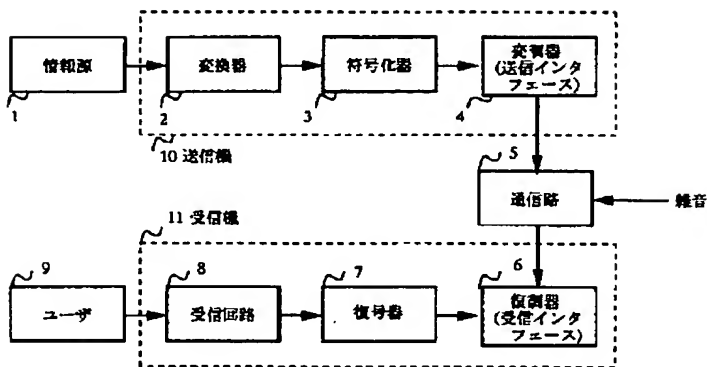 情報源
変換器
符号化器
変調器
(送信インタ
フェース)
1
2
3
4
10 送信機
5
通信路
雑音
11 受信機
9
8
7
6
ユーザ
受信回路
復号器
復調器
(受信インタ
フェース)